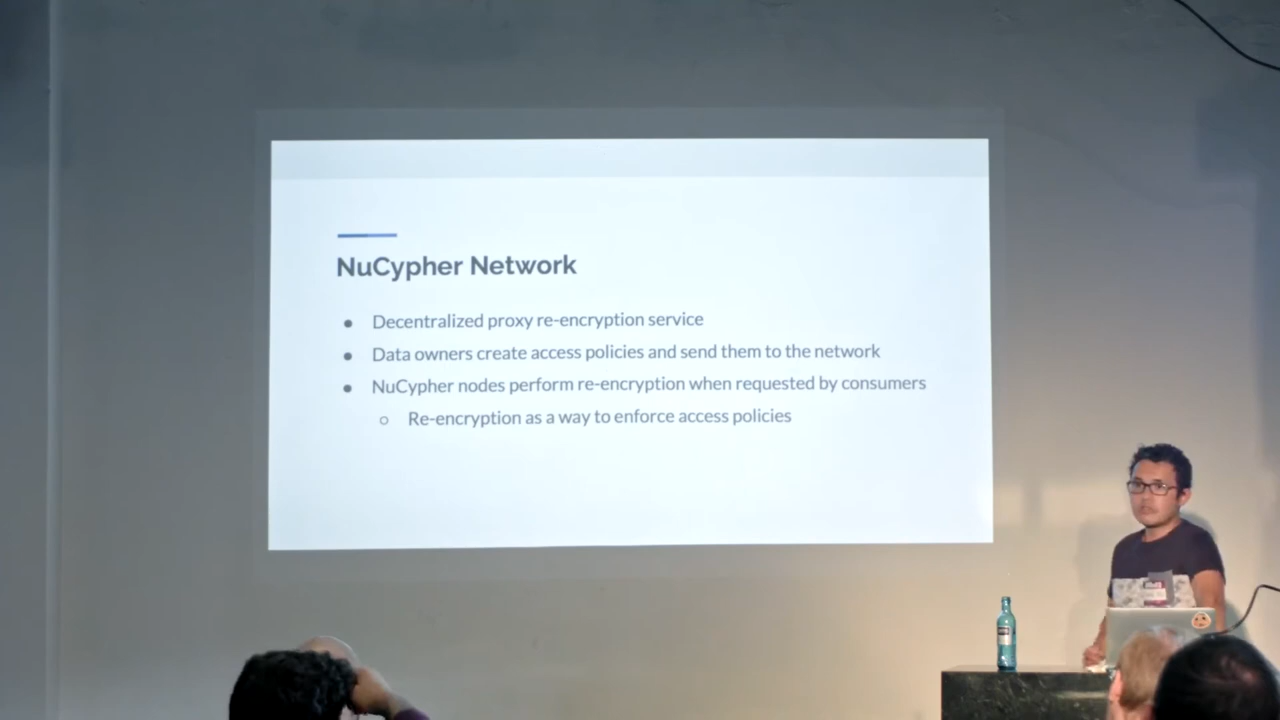 NuCypher Network
● Decentralized proxy re-encryption service
● Data owners create access policies and send them to the network
● NuCypher nodes perform re-encryption when requested by consumers
○ Re-encryption as a way to enforce access policies